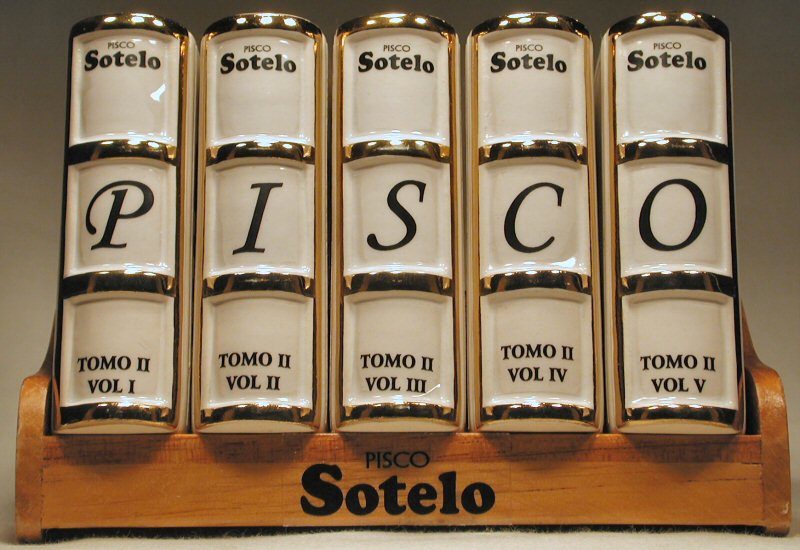 PISCO
Sotelo
P
TOMO II
VOL I
PISCO
Sotelo
I
TOMO II
VOL II
PISCO
Sotelo
S
TOMO II
VOL III
PISCO
Sotelo
C
TOMO II
VOL IV
PISCO
Sotelo
O
TOMO II
VOL V
PISCO
Sotelo